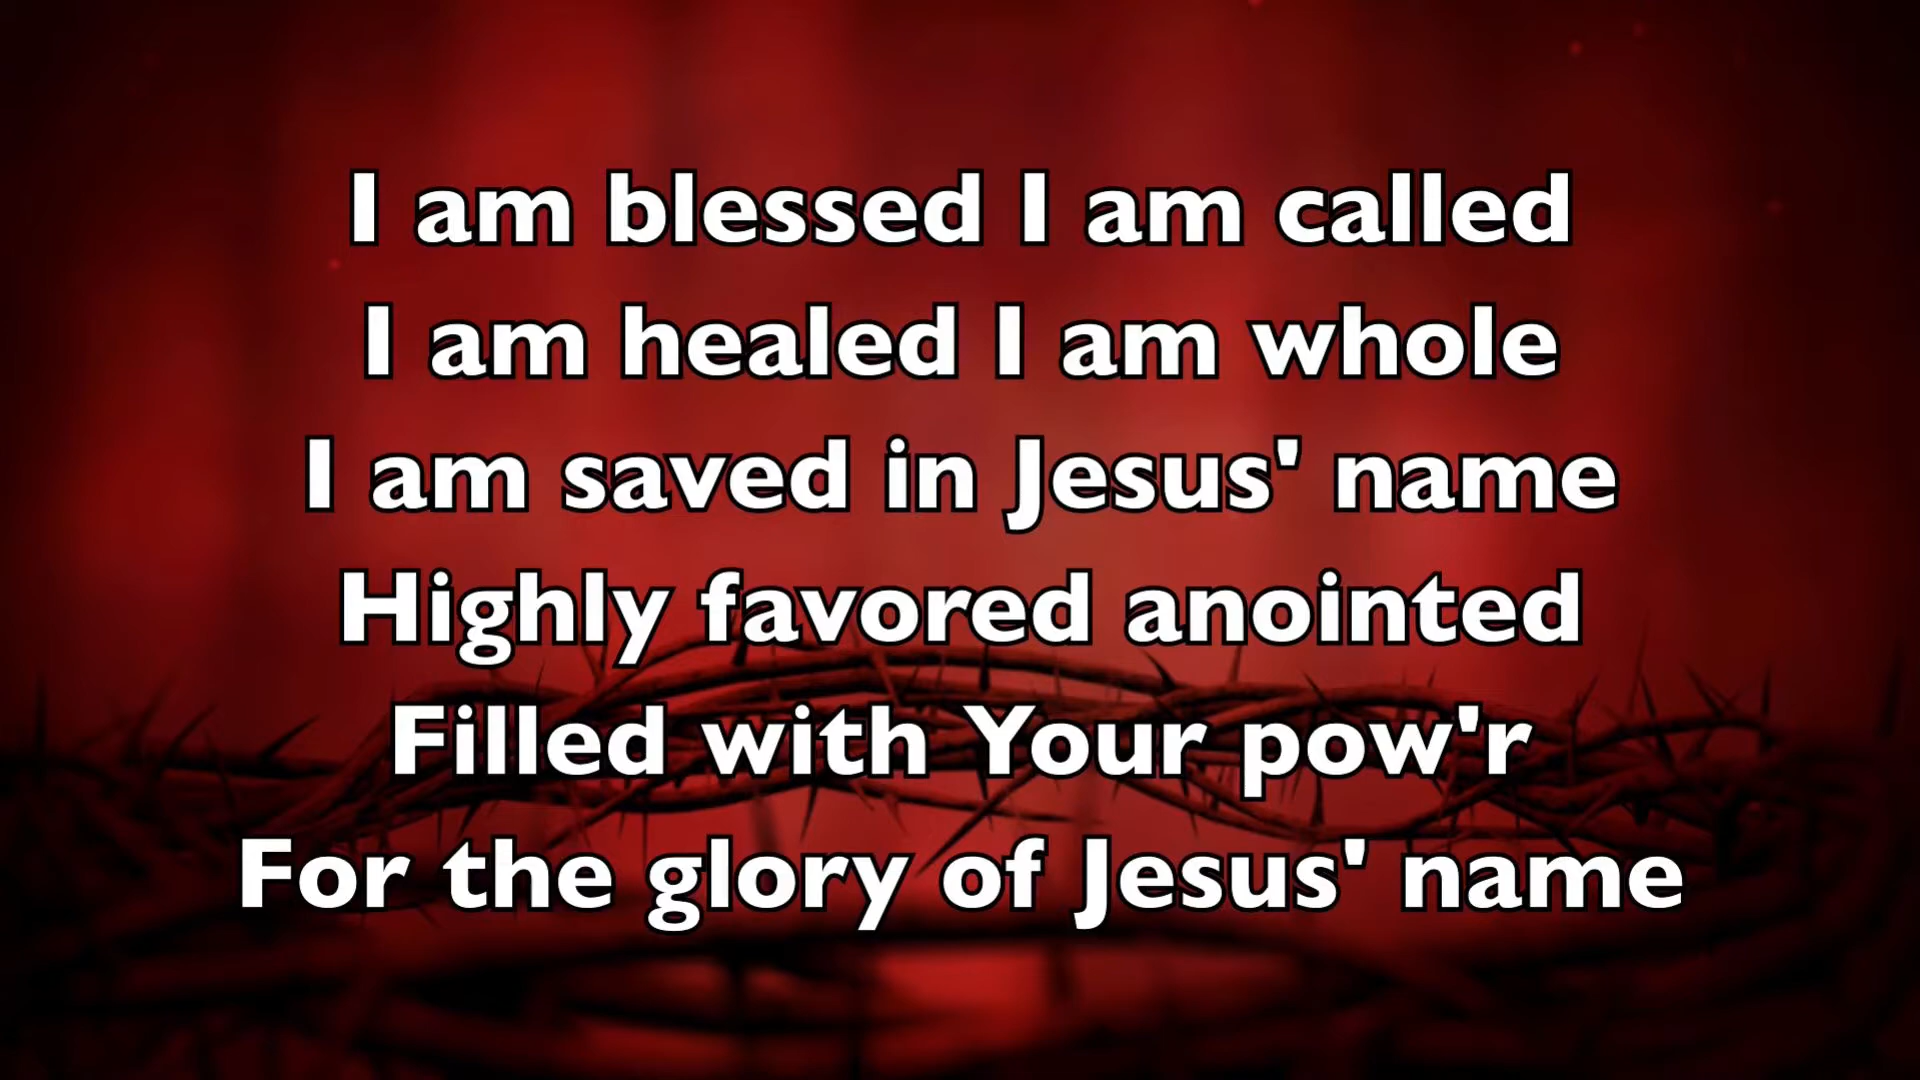 I am blessed I am called
I am healed I am whole
I am saved in Jesus' name
Highly favored anointed
Filled with Your pow'r
For the glory of Jesus' name